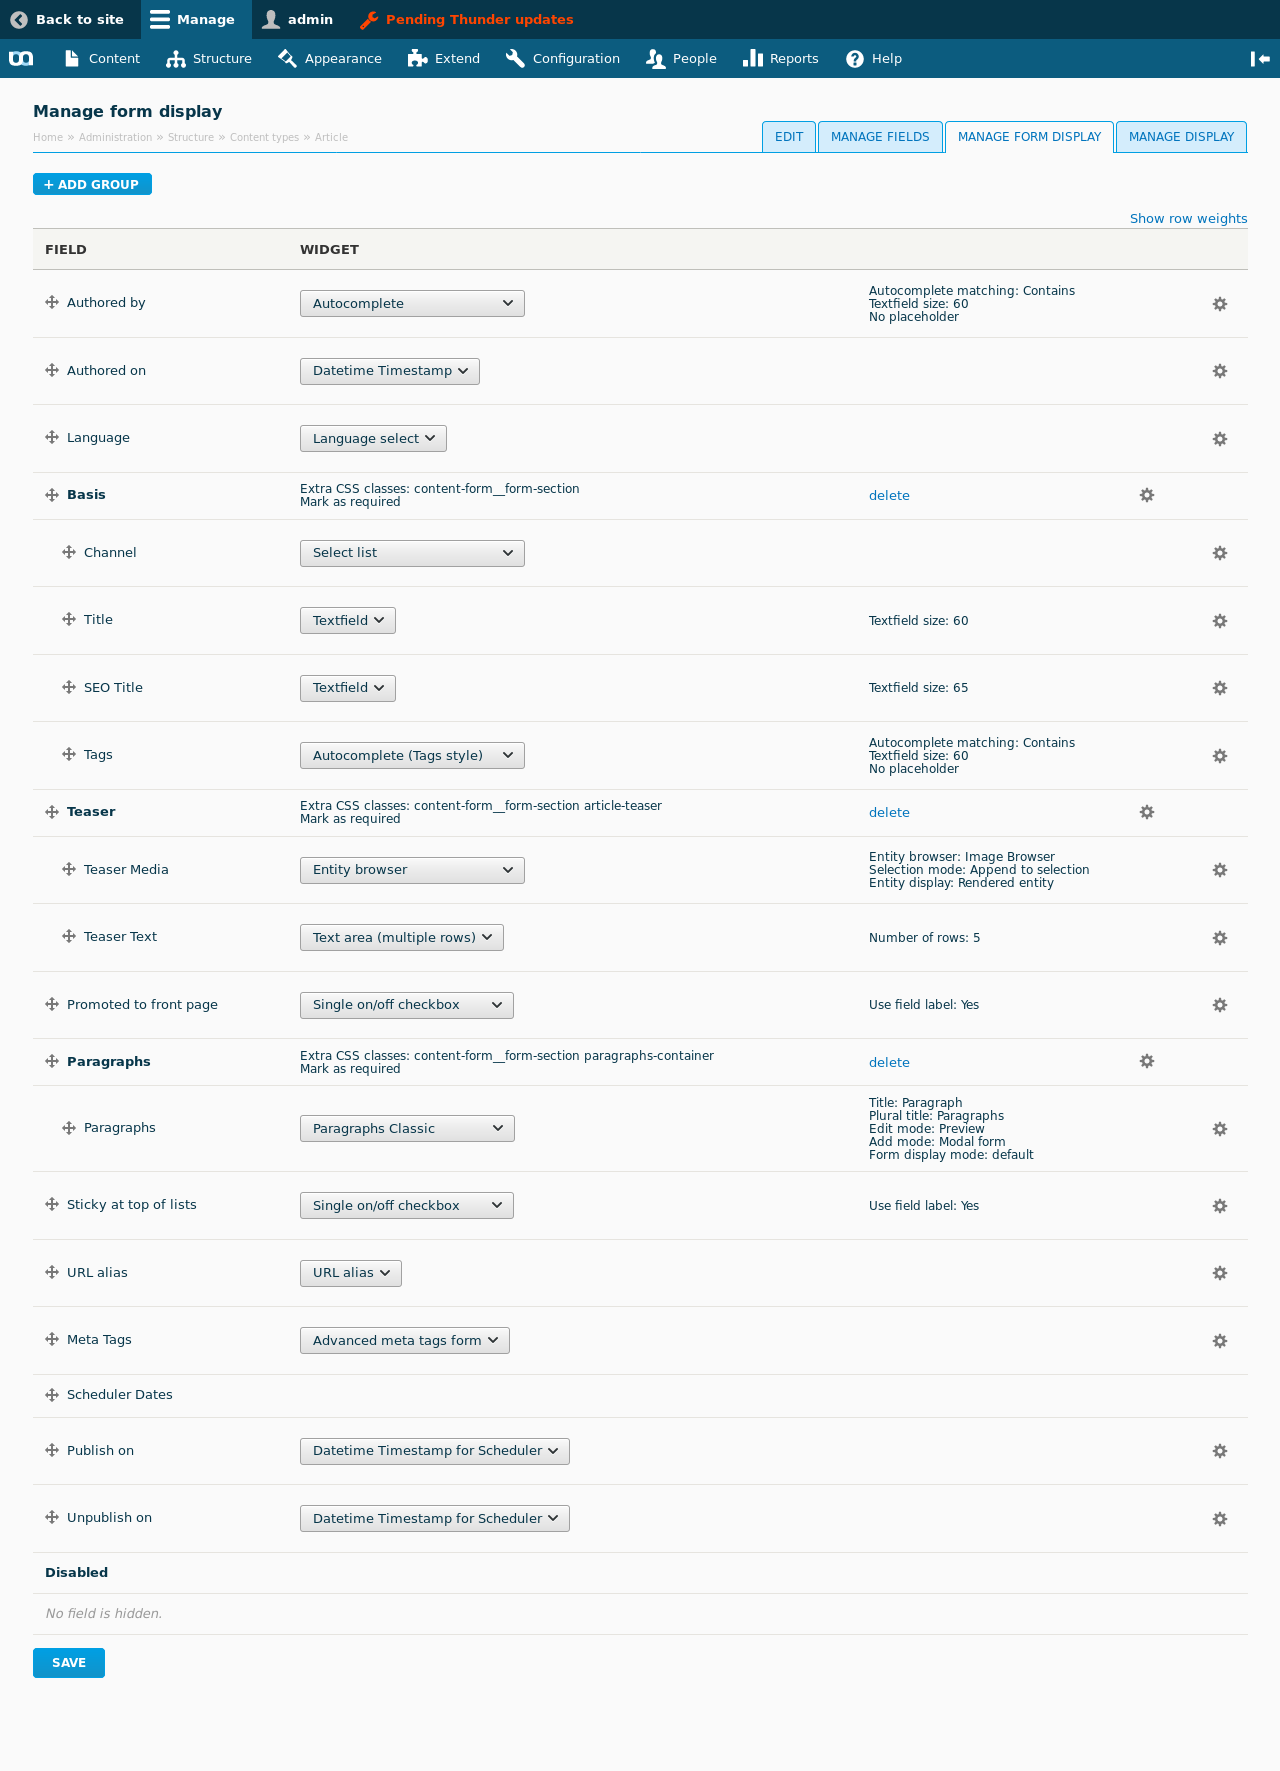 Back to site Manage admin Pending Thunder updates
Content Structure Appearance Extend Configuration People Reports Help
Manage form display
Home » Administration » Structure » Content types » Article
EDIT MANAGE FIELDS MANAGE FORM DISPLAY MANAGE DISPLAY
+ ADD GROUP
Show row weights
FIELD WIDGET
Authored by Autocomplete Autocomplete matching: Contains
Textfield size: 60
No placeholder
Authored on Datetime Timestamp
Language Language select
Basis Extra CSS classes: content-form__form-section delete
Mark as required
Channel Select list
Title Textfield Textfield size: 60
SEO Title Textfield Textfield size: 65
Tags Autocomplete (Tags style) Autocomplete matching: Contains
Textfield size: 60
No placeholder
Teaser Extra CSS classes: content-form__form-section article-teaser delete
Mark as required
Teaser Media Entity browser Entity browser: Image Browser
Selection mode: Append to selection
Entity display: Rendered entity
Teaser Text Text area (multiple rows) Number of rows: 5
Promoted to front page Single on/off checkbox Use field label: Yes
Paragraphs Extra CSS classes: content-form__form-section paragraphs-container delete
Mark as required
Paragraphs Paragraphs Classic Title: Paragraph
Plural title: Paragraphs
Edit mode: Preview
Add mode: Modal form
Form display mode: default
Sticky at top of lists Single on/off checkbox Use field label: Yes
URL alias URL alias
Meta Tags Advanced meta tags form
Scheduler Dates
Publish on Datetime Timestamp for Scheduler
Unpublish on Datetime Timestamp for Scheduler
Disabled
No field is hidden.
SAVE